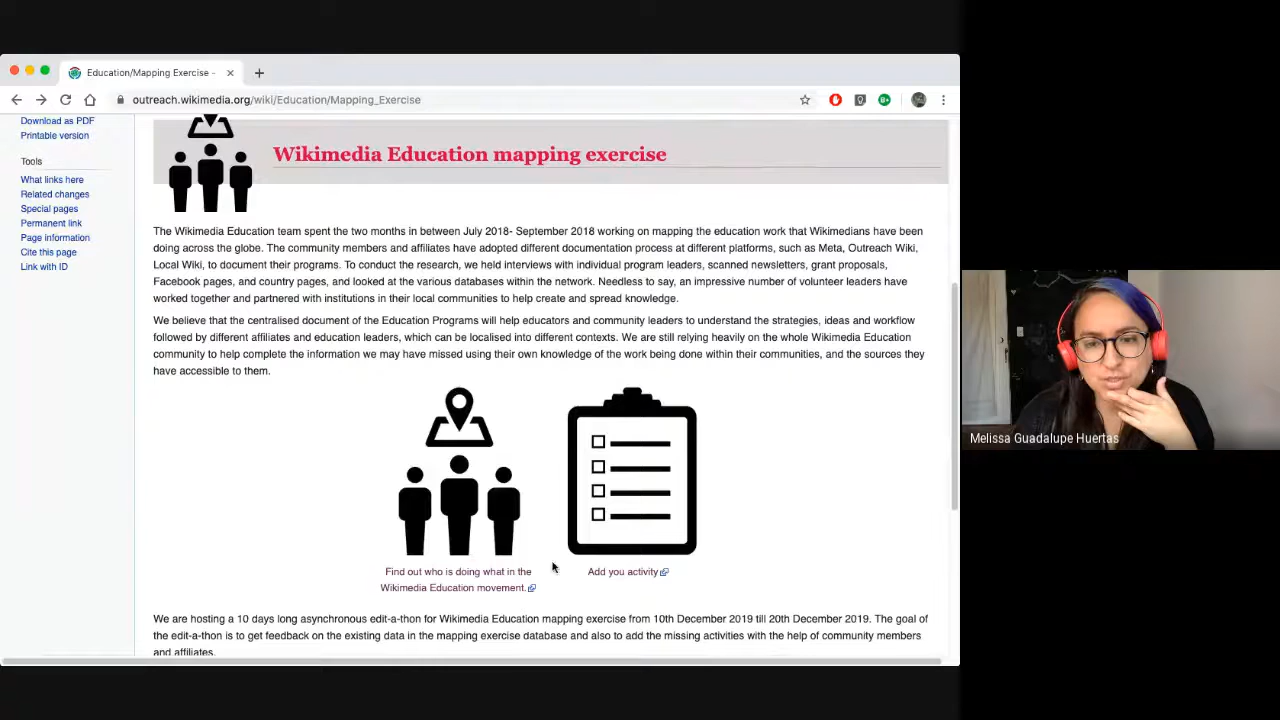 Education/Mapping Exercise -
outreach.wikimedia.org/wiki/Education/Mapping_Exercise
Download as PDF
Printable version
Tools
What links here
Related changes
Special pages
Permanent link
Page information
Cite this page
Link with ID
Wikimedia Education mapping exercise
The Wikimedia Education team spent the two months in between July 2018- September 2018 working on mapping the education work that Wikimedians have been
doing across the globe. The community members and affiliates have adopted different documentation process at different platforms, such as Meta, Outreach Wiki,
Local Wiki, to document their programs. To conduct the research, we held interviews with individual program leaders, scanned newsletters, grant proposals,
Facebook pages, and country pages, and looked at the various databases within the network. Needless to say, an impressive number of volunteer leaders have
worked together and partnered with institutions in their local communities to help create and spread knowledge.
We believe that the centralised document of the Education Programs will help educators and community leaders to understand the strategies, ideas and workflow
followed by different affiliates and education leaders, which can be localised into different contexts. We are still relying heavily on the whole Wikimedia Education
community to help complete the information we may have missed using their own knowledge of the work being done within their communities, and the sources they
have accessible to them.
Find out who is doing what in the
Wikimedia Education movement.
Add you activity
We are hosting a 10 days long asynchronous edit-a-thon for Wikimedia Education mapping exercise from 10th December 2019 till 20th December 2019. The goal of
the edit-a-thon is to get feedback on the existing data in the mapping exercise database and also to add the missing activities with the help of community members
and affiliates.
Melissa Guadalupe Huertas